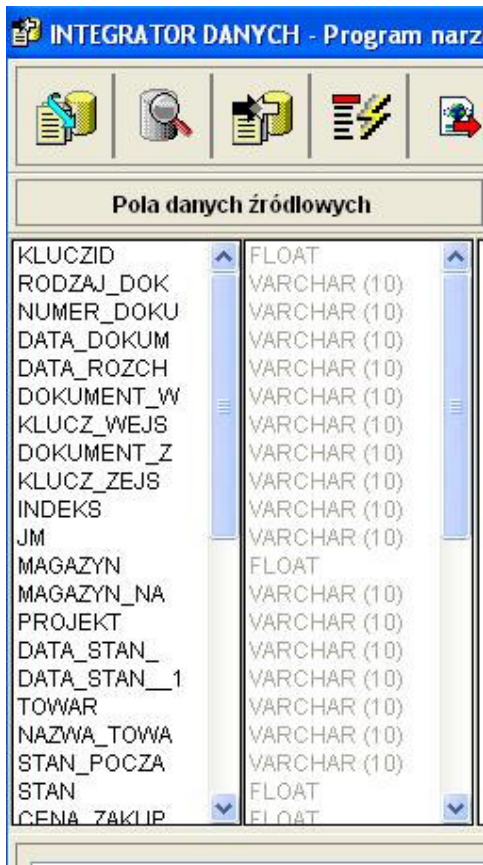 INTEGRATOR DANYCH - Program narz
Pola danych źródlowych
KLUCZID FLOAT
RODZAJ_DOK VARCHAR (10)
NUMER_DOKU VARCHAR (10)
DATA_DOKUM VARCHAR (10)
DATA_ROZCH VARCHAR (10)
DOKUMENT_W VARCHAR (10)
KLUCZ_WEJS VARCHAR (10)
DOKUMENT_Z VARCHAR (10)
KLUCZ_ZEJS VARCHAR (10)
INDEKS VARCHAR (10)
JM VARCHAR (10)
MAGAZYN FLOAT
MAGAZYN_NA VARCHAR (10)
PROJEKT VARCHAR (10)
DATA_STAN_ VARCHAR (10)
DATA_STAN__1 VARCHAR (10)
TOWAR VARCHAR (10)
NAZWA_TOWA VARCHAR (10)
STAN_POCZA VARCHAR (10)
STAN FLOAT
CENA_ZAKUP FLOAT